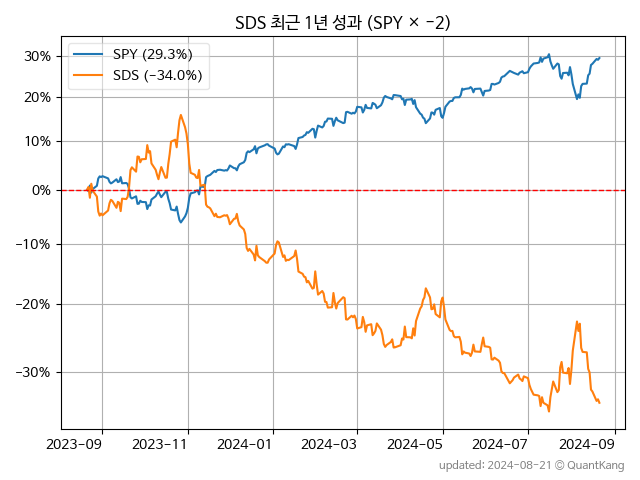 SDS 최근 1년 성과 (SPY × -2)
SPY (29.3%)
SDS (-34.0%)
30%
20%
10%
0%
-10%
-20%
-30%
2023-09 2023-11 2024-01 2024-03 2024-05 2024-07 2024-09
updated: 2024-08-21 © QuantKang